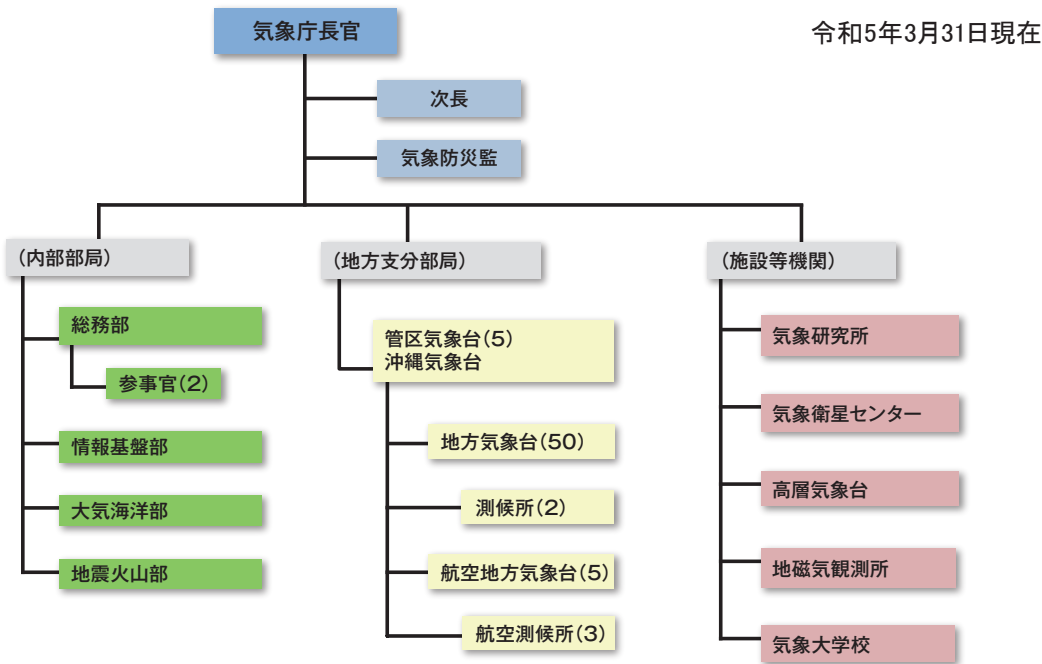 気象庁長官
令和5年3月31日現在
次長
気象防災監
(内部部局)
総務部
参事官(2)
情報基盤部
大気海洋部
地震火山部
(地方支分部局)
管区気象台(5)
沖縄気象台
地方気象台(50)
測候所(2)
航空地方気象台(5)
航空測候所(3)
(施設等機関)
気象研究所
気象衛星センター
高層気象台
地磁気観測所
気象大学校